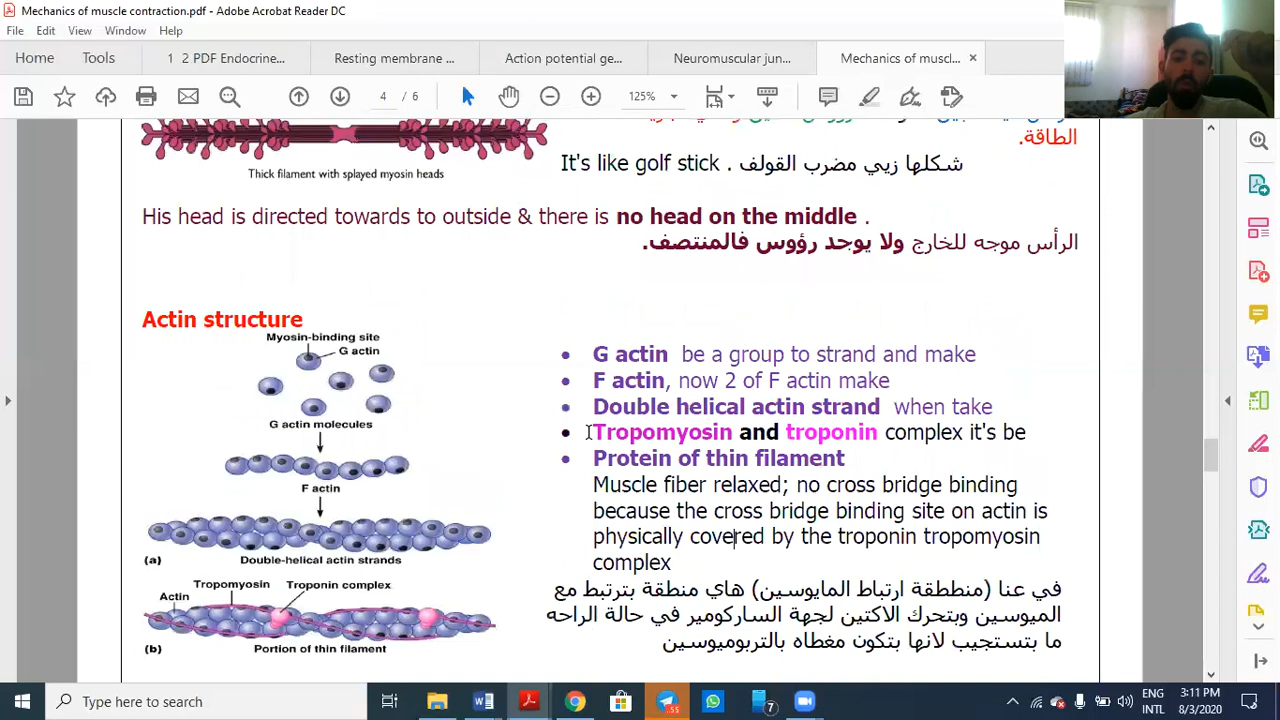 Mechanics of muscle contraction.pdf - Adobe Acrobat Reader DC
File Edit View Window Help
Home Tools 1 2 PDF Endocrine... Resting membrane ... Action potential ge... Neuromuscular jun... Mechanics of muscl... ×
4 / 6 125%
الطاقة.
Thick filament with splayed myosin heads
It's like golf stick . شكلها زيي مضرب القولف
His head is directed towards to outside & there is no head on the middle .
الرأس موجه للخارج ولا يوجد رؤوس فالمنتصف.
Actin structure
Myosin-binding site
G actin
G actin molecules
F actin
(a) Double-helical actin strands
Tropomyosin Troponin complex
Actin
(b) Portion of thin filament
• G actin be a group to strand and make
• F actin, now 2 of F actin make
• Double helical actin strand when take
• Tropomyosin and troponin complex it's be
• Protein of thin filament
Muscle fiber relaxed; no cross bridge binding
because the cross bridge binding site on actin is
physically covered by the troponin tropomyosin
complex
في عنا (منططقة ارتباط المايوسين) هاي منطقة بترتبط مع
الميوسين وبتحرك الاكتين لجهة الساركومير في حالة الراحه
ما بتستجيب لانها بتكون مغطاه بالتربوميوسين
Type here to search
55
7
ENG
INTL
3:11 PM
8/3/2020